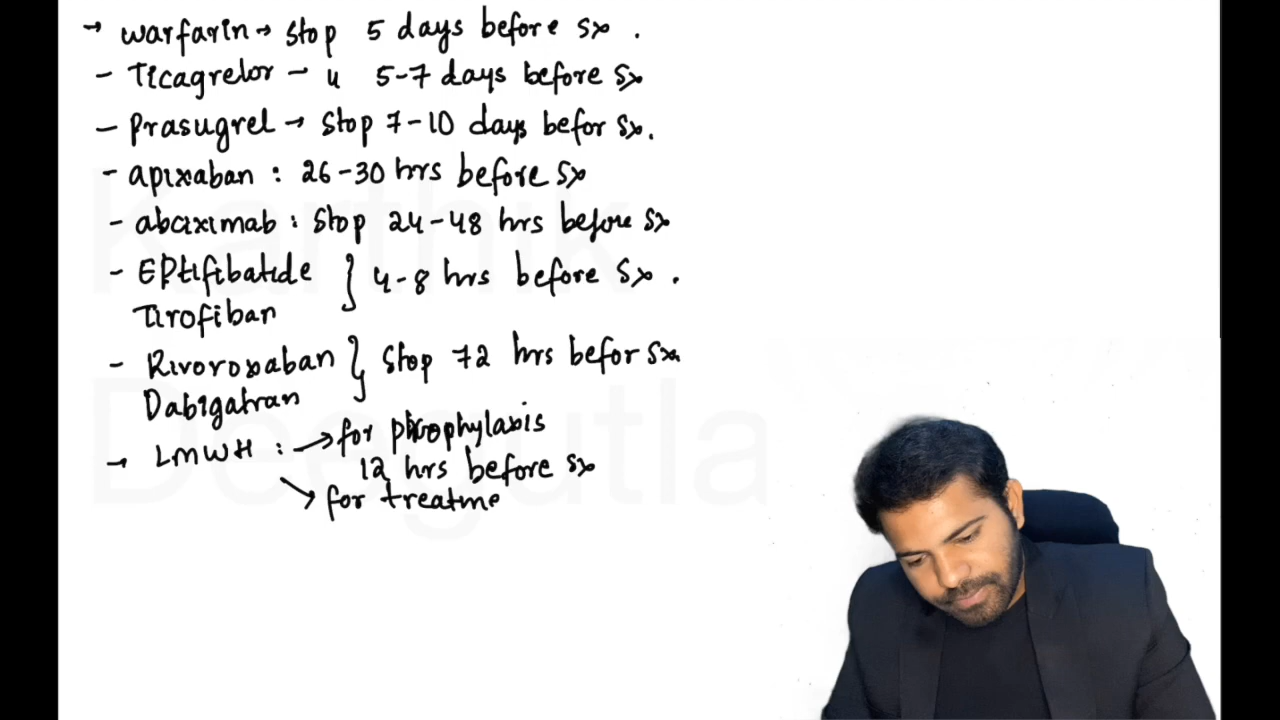 → warfarin → stop 5 days before Sx .
- Ticagrelor - " 5-7 days before Sx
- prasugrel → stop 7-10 days befor Sx.
- apixaban : 26-30 hrs before Sx
- abciximab : stop 24-48 hrs before Sx
- Eptifibatide } 4-8 hrs before Sx .
Tirofiban
- Rivoroxaban } stop 72 hrs befor Sx
Dabigatran
→ LMWH : → for prophylaxis
12 hrs before Sx
→ for treatme
Karthik
Deegutla